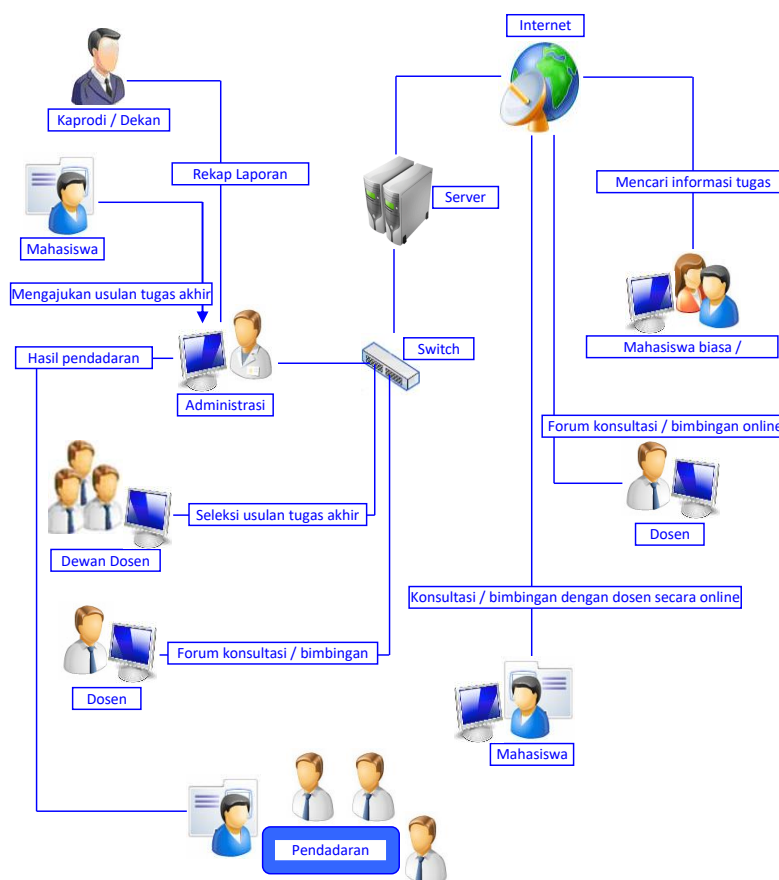 Internet
Kaprodi / Dekan
Rekap Laporan
Mencari informasi tugas
Server
Mahasiswa
Mengajukan usulan tugas akhir
Switch
Mahasiswa biasa /
Hasil pendadaran
Administrasi
Forum konsultasi / bimbingan online
Seleksi usulan tugas akhir
Dosen
Dewan Dosen
Konsultasi / bimbingan dengan dosen secara online
Forum konsultasi / bimbingan
Dosen
Mahasiswa
Pendadaran